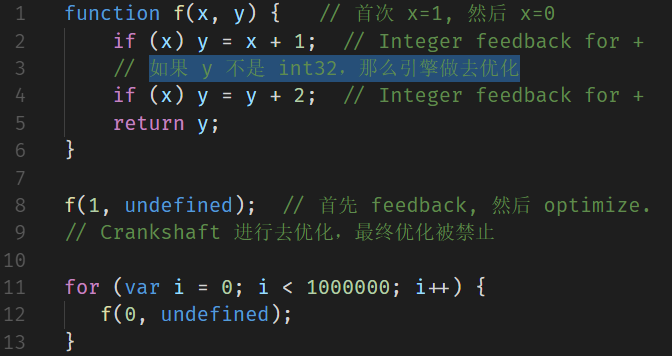 1 function f(x, y) { // 首次 x=1, 然后 x=0
2 if (x) y = x + 1; // Integer feedback for +
3 // 如果 y 不是 int32，那么引擎做去优化
4 if (x) y = y + 2; // Integer feedback for +
5 return y;
6 }
7
8 f(1, undefined); // 首先 feedback, 然后 optimize.
9 // Crankshaft 进行去优化，最终优化被禁止
10
11 for (var i = 0; i < 1000000; i++) {
12 f(0, undefined);
13 }